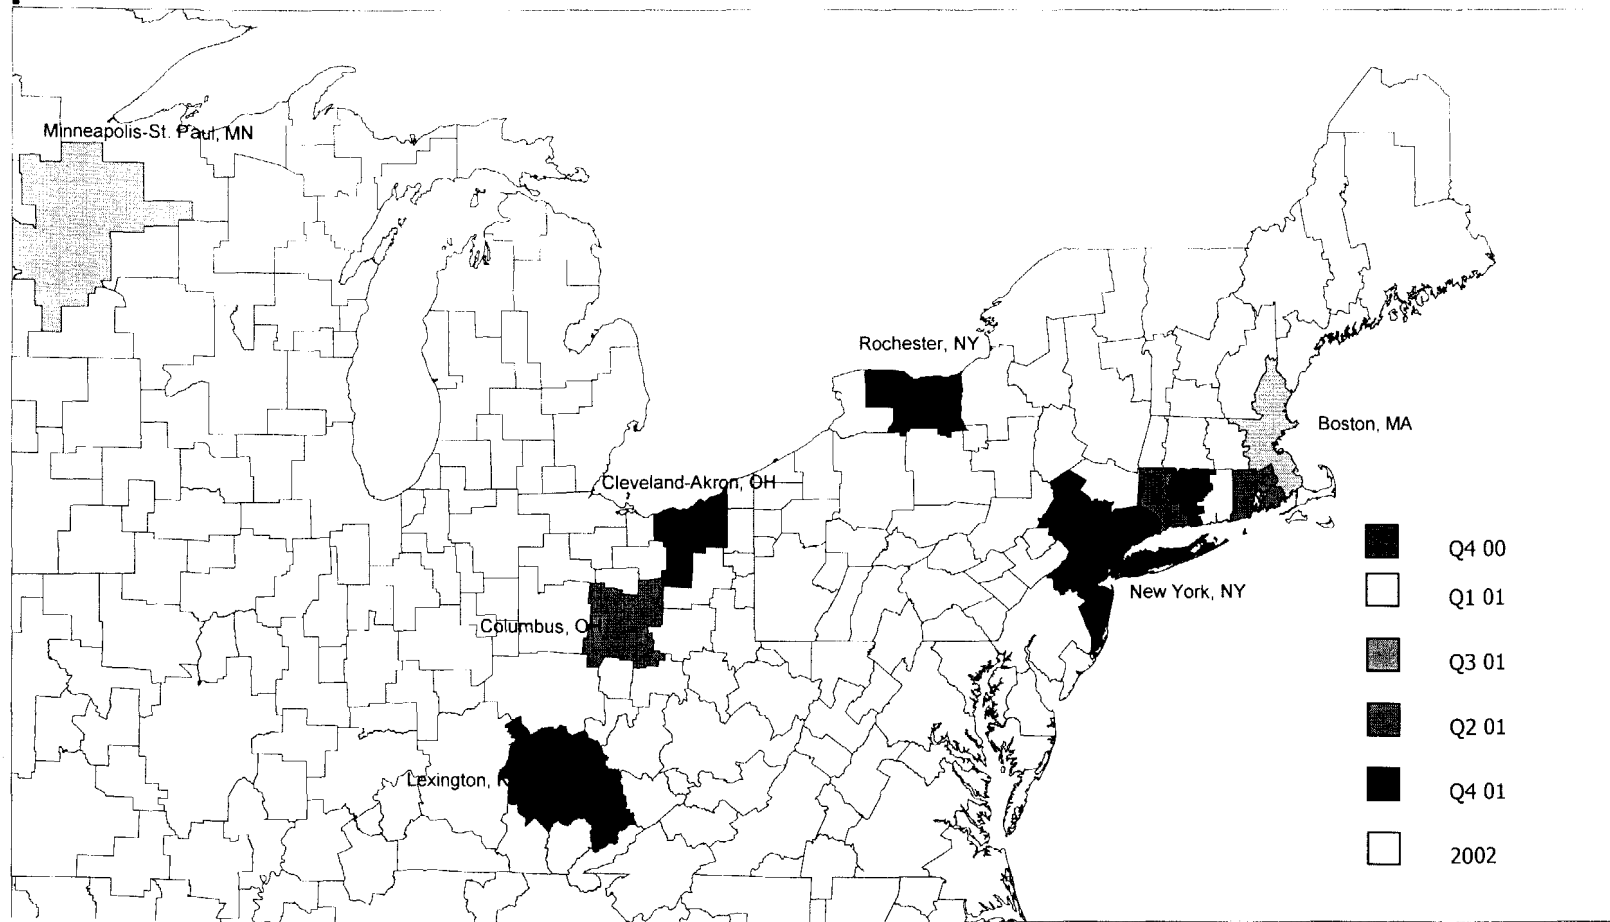 Minneapolis-St. Paul, MN
Rochester, NY
Boston, MA
Cleveland-Akron, OH
Q4 00
New York, NY
Q1 01
Columbus, OH
Q3 01
Q2 01
Lexington, K
Q4 01
2002